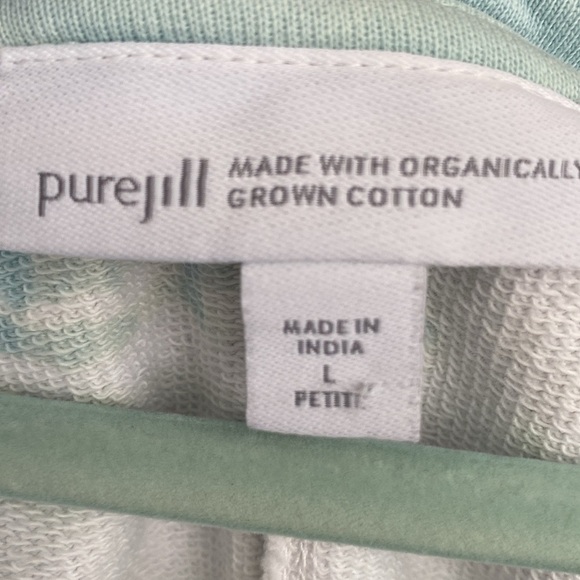 purejill
MADE WITH ORGANICALLY
GROWN COTTON
MADE IN
INDIA
L
PETITE